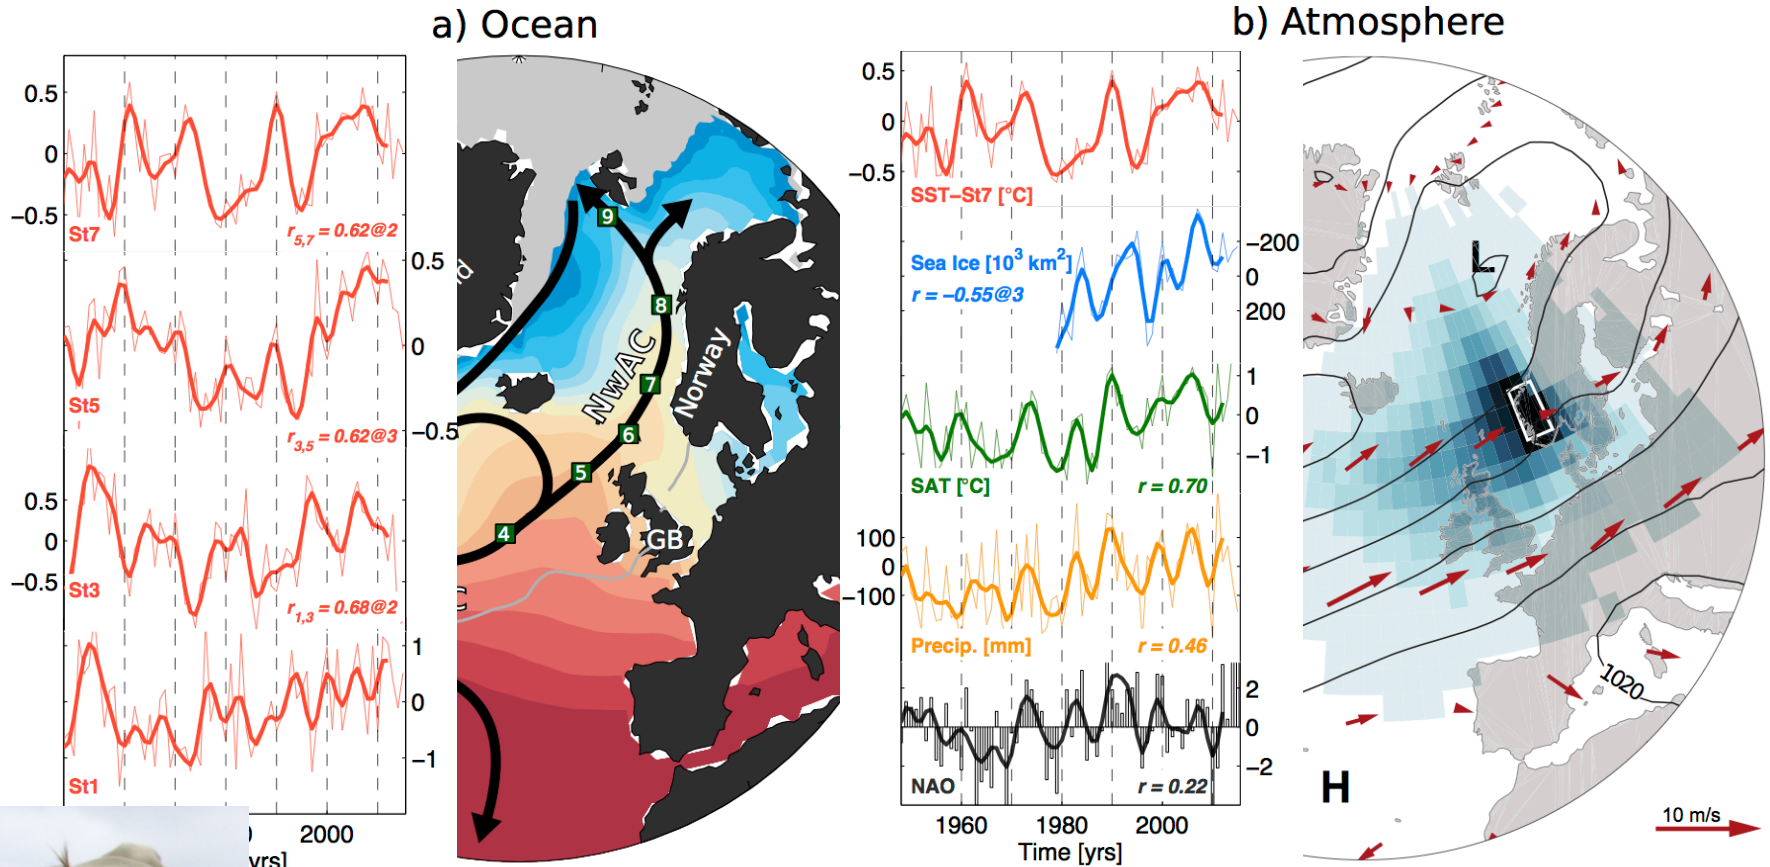 a) Ocean
b) Atmosphere
0.5
0
−0.5
St7
r5,7 = 0.62@2
0.5
0
−0.5
St5
r3,5 = 0.62@3
0.5
0
−0.5
St3
r1,3 = 0.68@2
1
0
−1
St1
2000
yrs]
9
8
7
6
5
4
NwAC
Norway
GB
0.5
0
−0.5
SST−St7 [°C]
Sea Ice [10³ km²]
r = −0.55@3
−200
0
200
1
0
−1
SAT [°C]
r = 0.70
100
0
−100
Precip. [mm]
r = 0.46
2
0
−2
NAO
r = 0.22
1960
1980
2000
Time [yrs]
L
H
1020
10 m/s